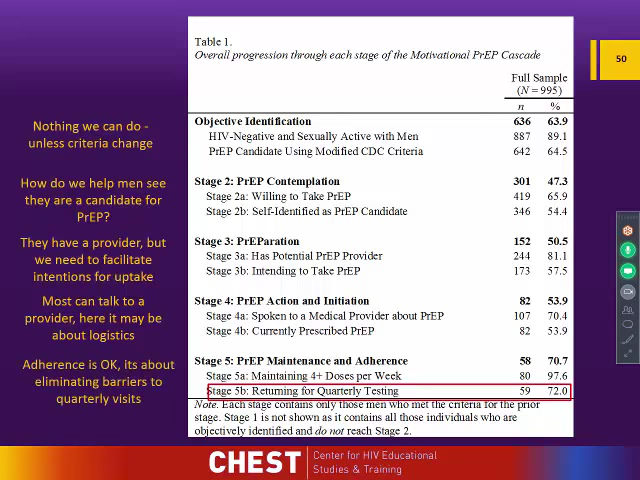 Nothing we can do -
unless criteria change
How do we help men see
they are a candidate for
PrEP?
They have a provider, but
we need to facilitate
intentions for uptake
Most can talk to a
provider, here it may be
about logistics
Adherence is OK, its about
eliminating barriers to
quarterly visits
Table 1.
Overall progression through each stage of the Motivational PrEP Cascade
Full Sample
(N = 995)
n %
Objective Identification 636 63.9
HIV-Negative and Sexually Active with Men 887 89.1
PrEP Candidate Using Modified CDC Criteria 642 64.5
Stage 2: PrEP Contemplation 301 47.3
Stage 2a: Willing to Take PrEP 419 65.9
Stage 2b: Self-Identified as PrEP Candidate 346 54.4
Stage 3: PrEParation 152 50.5
Stage 3a: Has Potential PrEP Provider 244 81.1
Stage 3b: Intending to Take PrEP 173 57.5
Stage 4: PrEP Action and Initiation 82 53.9
Stage 4a: Spoken to a Medical Provider about PrEP 107 70.4
Stage 4b: Currently Prescribed PrEP 82 53.9
Stage 5: PrEP Maintenance and Adherence 58 70.7
Stage 5a: Maintaining 4+ Doses per Week 80 97.6
Stage 5b: Returning for Quarterly Testing 59 72.0
Note. Each stage contains only those men who met the criteria for the prior
stage. Stage 1 is not shown as it contains all those individuals who are
objectively identified and do not reach Stage 2.
50
CHEST
Center for HIV Educational
Studies & Training